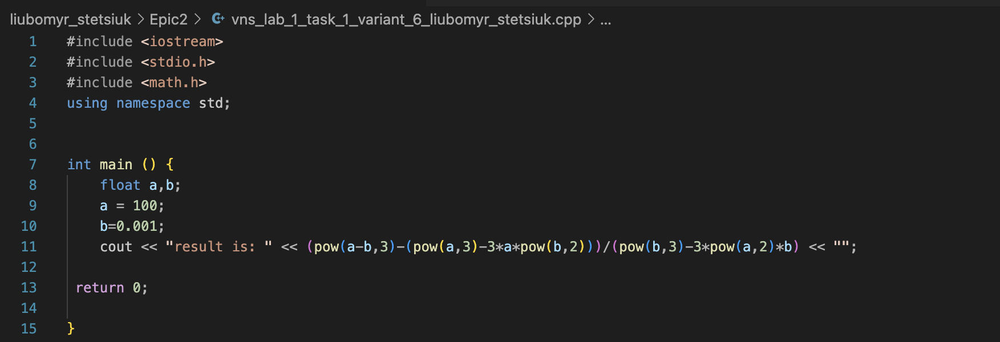 liubomyr_stetsiuk > Epic2 > vns_lab_1_task_1_variant_6_liubomyr_stetsiuk.cpp > ...
1 #include <iostream>
2 #include <stdio.h>
3 #include <math.h>
4 using namespace std;
5
6
7 int main () {
8     float a,b;
9     a = 100;
10     b=0.001;
11     cout << "result is: " << (pow(a-b,3)-(pow(a,3)-3*a*pow(b,2)))/(pow(b,3)-3*pow(a,2)*b) << "";
12
13  return 0;
14
15 }